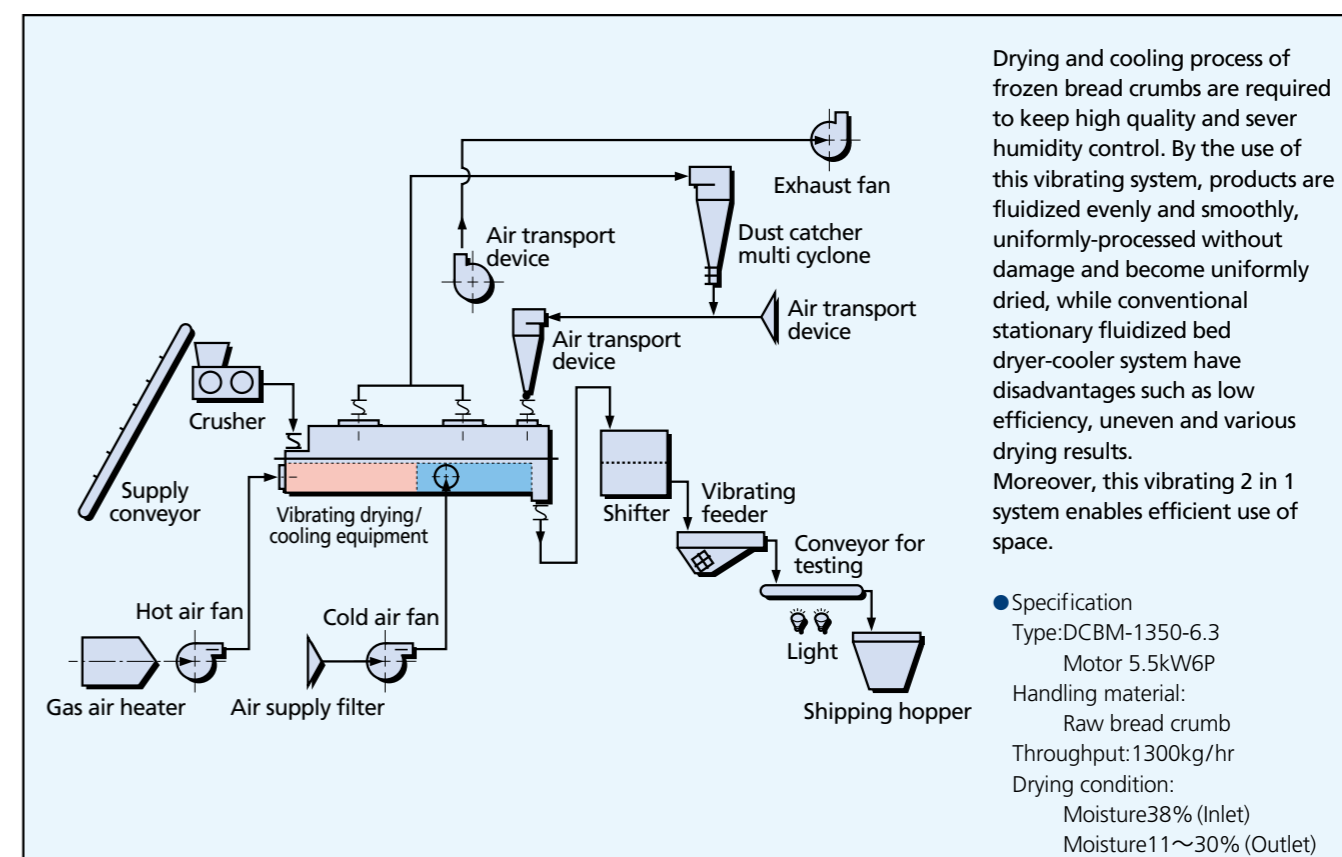 Exhaust fan
Air transport
device
Dust catcher
multi cyclone
Air transport
device
Air transport
device
Crusher
Supply
conveyor
Vibrating drying/
cooling equipment
Shifter
Vibrating
feeder
Conveyor for
testing
Hot air fan
Cold air fan
Light
Gas air heater
Air supply filter
Shipping hopper
Drying and cooling process of
frozen bread crumbs are required
to keep high quality and sever
humidity control. By the use of
this vibrating system, products are
fluidized evenly and smoothly,
uniformly-processed without
damage and become uniformly
dried, while conventional
stationary fluidized bed
dryer-cooler system have
disadvantages such as low
efficiency, uneven and various
drying results.
Moreover, this vibrating 2 in 1
system enables efficient use of
space.
●Specification
Type:DCBM-1350-6.3
Motor 5.5kW6P
Handling material:
Raw bread crumb
Throughput:1300kg/hr
Drying condition:
Moisture38% (Inlet)
Moisture11～30% (Outlet)